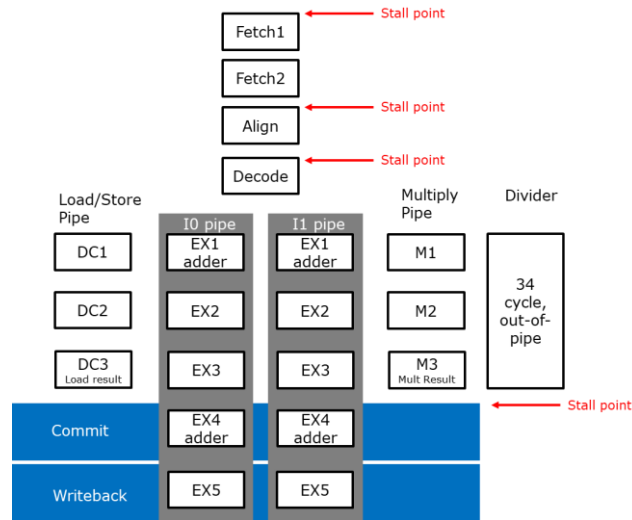 Fetch1
Stall point
Fetch2
Align
Stall point
Decode
Stall point
Load/Store
Pipe
I0 pipe
I1 pipe
Multiply
Pipe
Divider
DC1
EX1
adder
EX1
adder
M1
34
cycle,
out-of-
pipe
DC2
EX2
EX2
M2
DC3
Load result
EX3
EX3
M3
Mult Result
Stall point
Commit
EX4
adder
EX4
adder
Writeback
EX5
EX5